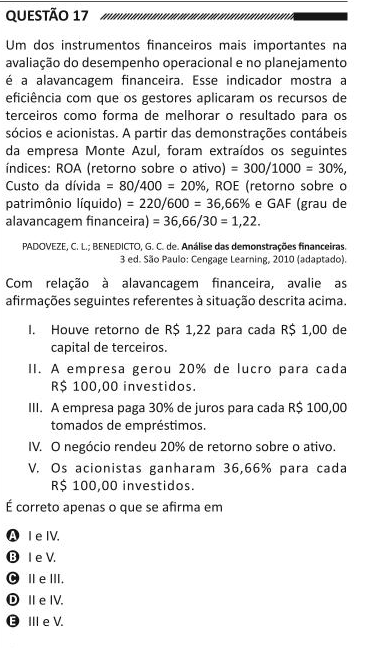 QUESTÃO 17
Um dos instrumentos financeiros mais importantes na
avaliação do desempenho operacional e no planejamento
é a alavancagem financeira. Esse indicador mostra a
eficiência com que os gestores aplicaram os recursos de
terceiros como forma de melhorar o resultado para os
sócios e acionistas. A partir das demonstrações contábeis
da empresa Monte Azul, foram extraídos os seguintes
índices: ROA (retorno sobre o ativo) = 300/1000 = 30%,
Custo da dívida = 80/400 = 20%, ROE (retorno sobre o
patrimônio líquido) = 220/600 = 36,66% e GAF (grau de
alavancagem financeira) = 36,66/30 = 1,22.
PADOVEZE, C. L.; BENEDICTO, G. C. de. Análise das demonstrações financeiras.
3 ed. São Paulo: Cengage Learning, 2010 (adaptado).
Com relação à alavancagem financeira, avalie as
afirmações seguintes referentes à situação descrita acima.
I. Houve retorno de R$ 1,22 para cada R$ 1,00 de
capital de terceiros.
II. A empresa gerou 20% de lucro para cada
R$ 100,00 investidos.
III. A empresa paga 30% de juros para cada R$ 100,00
tomados de empréstimos.
IV. O negócio rendeu 20% de retorno sobre o ativo.
V. Os acionistas ganharam 36,66% para cada
R$ 100,00 investidos.
É correto apenas o que se afirma em
A I e IV.
B I e V.
C II e III.
D II e IV.
E III e V.